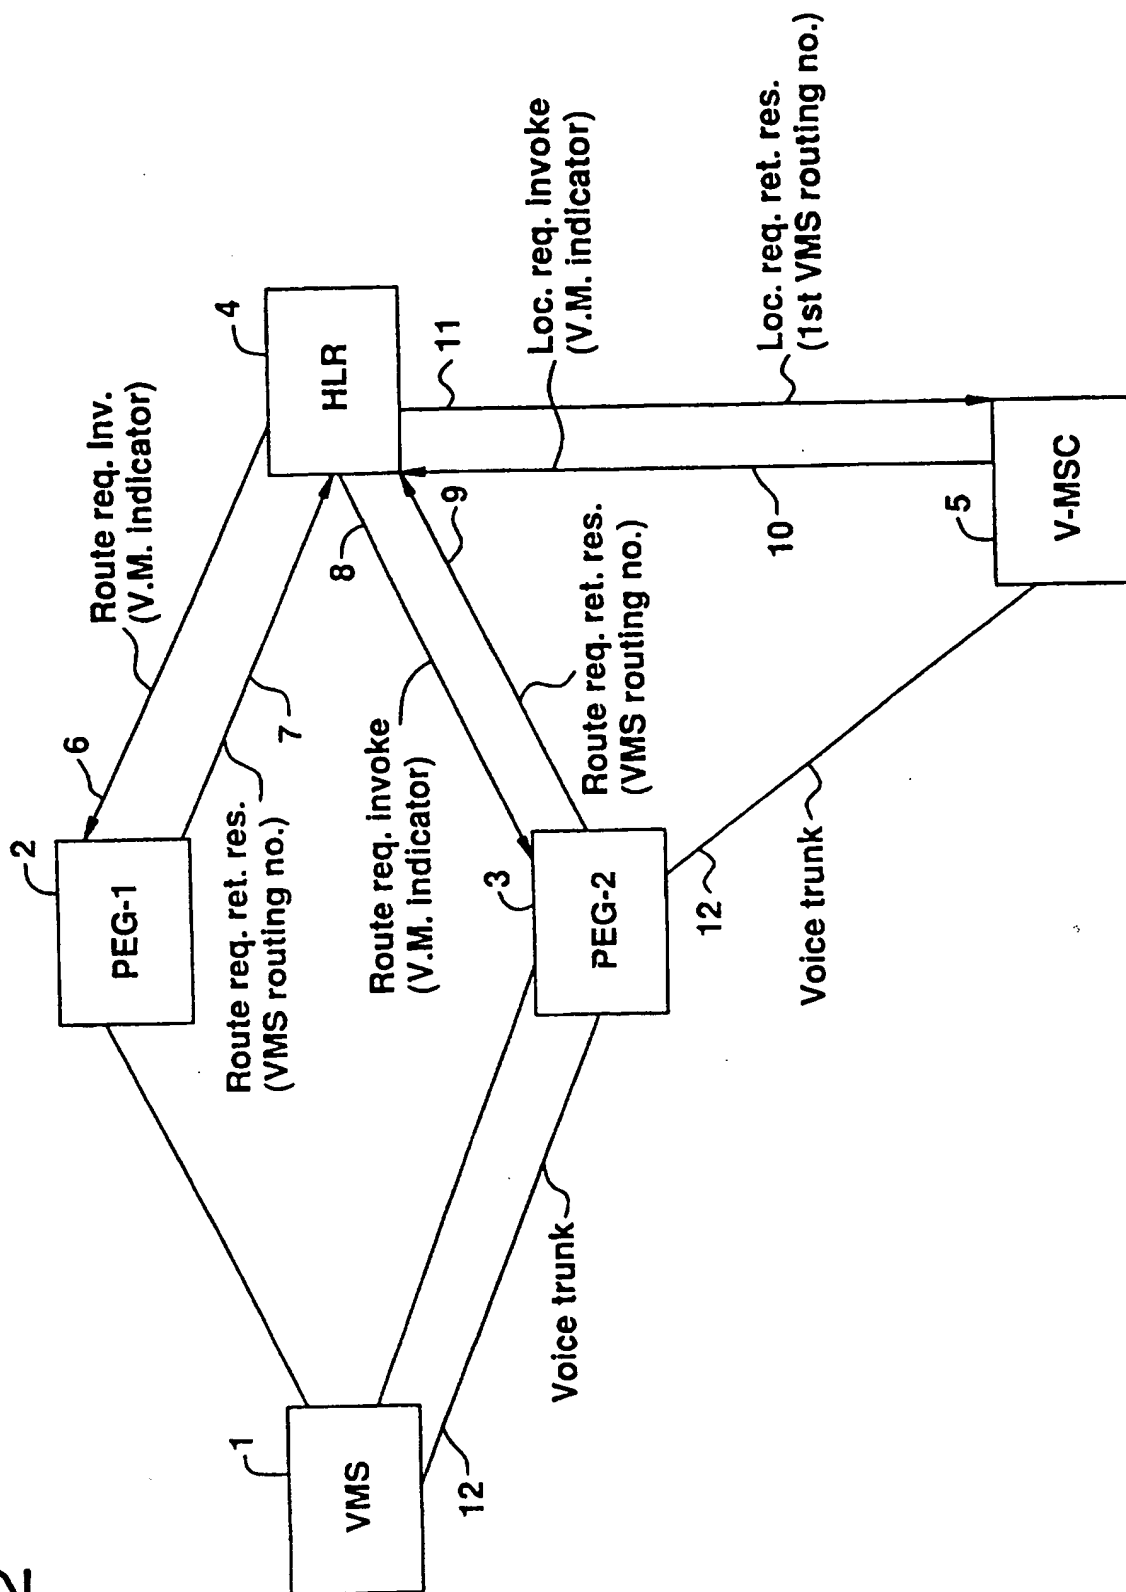 2
PEG-1
6
Route req. Inv.
(V.M. indicator)
Route req. ret. res.
(VMS routing no.)
7
4
HLR
1
VMS
12
Route req. invoke
(V.M. indicator)
8
9
11
3
PEG-2
Voice trunk
Route req. ret. res.
(VMS routing no.)
Loc. req. invoke
(V.M. indicator)
12
Voice trunk
10
Loc. req. ret. res.
(1st VMS routing no.)
5
V-MSC